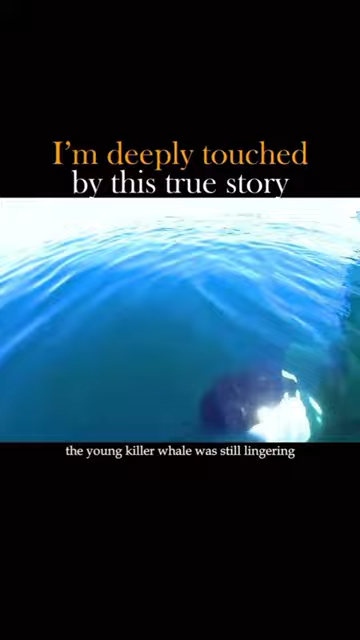 I'm deeply touched
by this true story
the young killer whale was still lingering